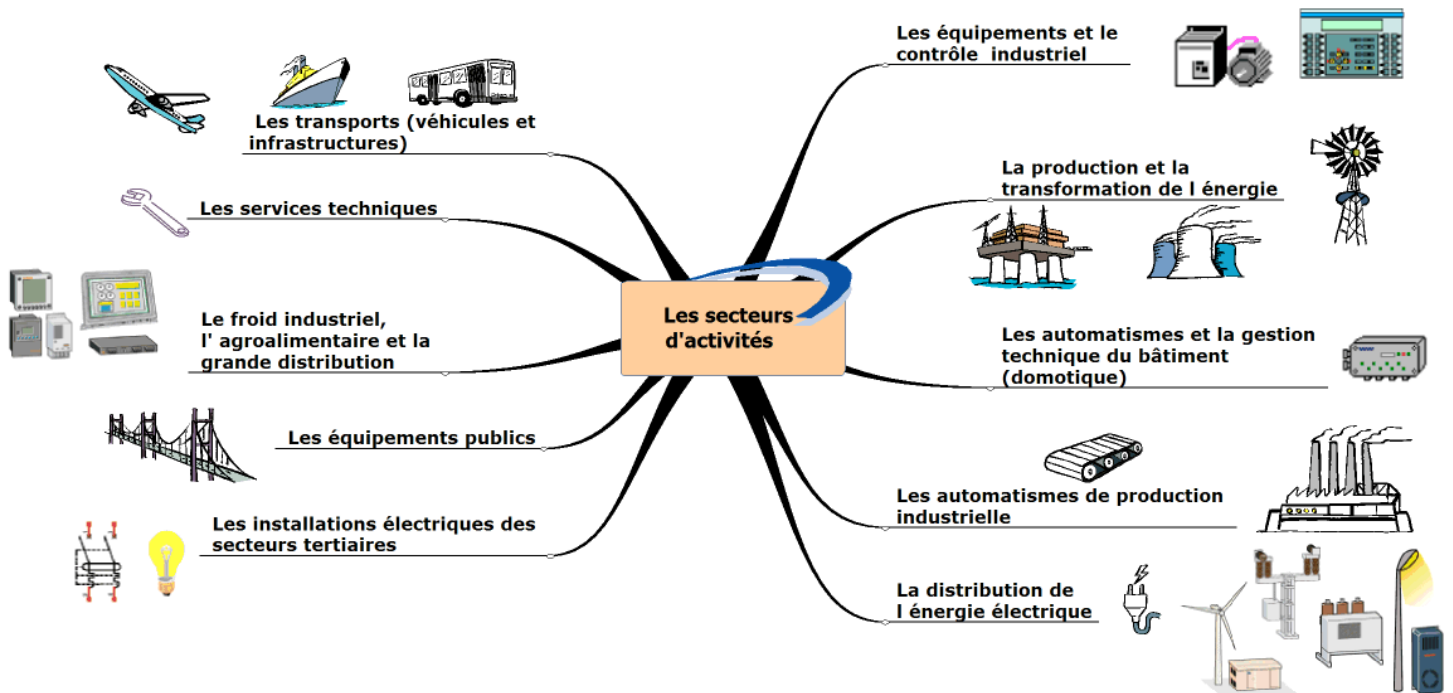 Les secteurs
d'activités
Les équipements et le
contrôle industriel
La production et la
transformation de l énergie
Les automatismes et la gestion
technique du bâtiment
(domotique)
Les automatismes de production
industrielle
La distribution de
l énergie électrique
Les transports (véhicules et
infrastructures)
Les services techniques
Le froid industriel,
l' agroalimentaire et la
grande distribution
Les équipements publics
Les installations électriques des
secteurs tertiaires